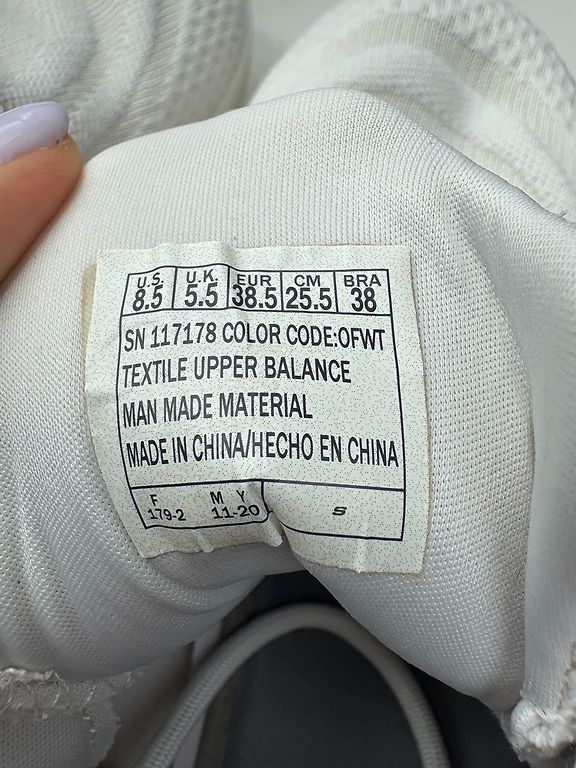 U.S. U.K. EUR CM BRA
8.5 5.5 38.5 25.5 38
SN 117178 COLOR CODE:OFWT
TEXTILE UPPER BALANCE
MAN MADE MATERIAL
MADE IN CHINA/HECHO EN CHINA
F M Y
179-2 11-20 S